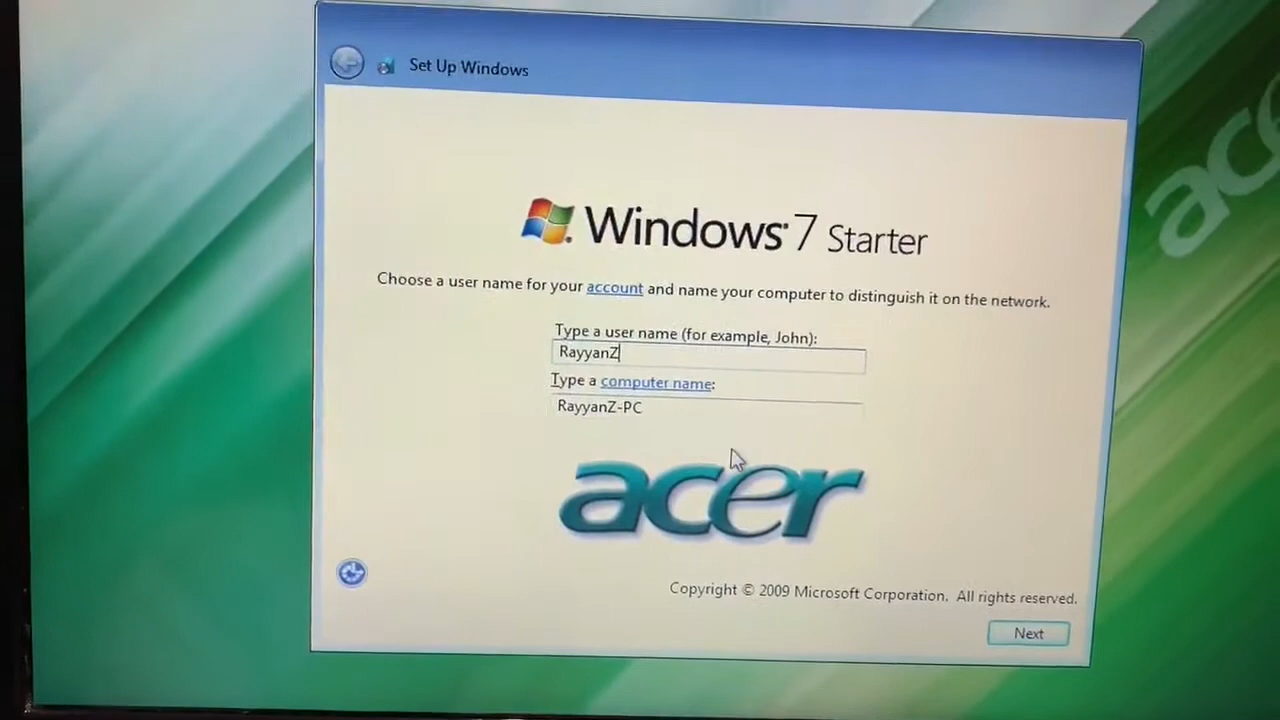 Set Up Windows
Windows 7 Starter
Choose a user name for your account and name your computer to distinguish it on the network.
Type a user name (for example, John):
RayyanZ
Type a computer name:
RayyanZ-PC
acer
Copyright © 2009 Microsoft Corporation. All rights reserved.
Next